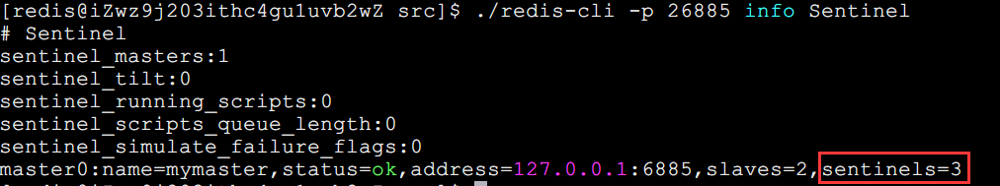 [redis@iZwz9j203ithc4gu1uvb2wZ src]$ ./redis-cli -p 26885 info Sentinel
# Sentinel
sentinel_masters:1
sentinel_tilt:0
sentinel_running_scripts:0
sentinel_scripts_queue_length:0
sentinel_simulate_failure_flags:0
master0:name=mymaster,status=ok,address=127.0.0.1:6885,slaves=2,sentinels=3